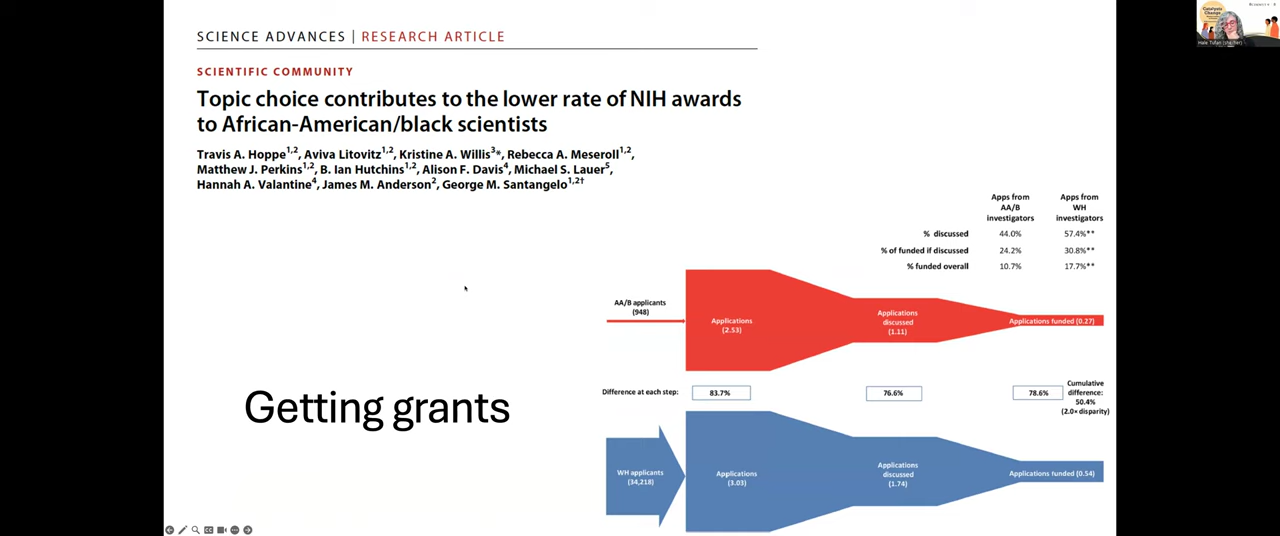 SCIENCE ADVANCES | RESEARCH ARTICLE
SCIENTIFIC COMMUNITY
Topic choice contributes to the lower rate of NIH awards
to African-American/black scientists
Travis A. Hoppe1,2, Aviva Litovitz1,2, Kristine A. Willis3*, Rebecca A. Meseroll1,2,
Matthew J. Perkins1,2, B. Ian Hutchins1,2, Alison F. Davis4, Michael S. Lauer5,
Hannah A. Valantine4, James M. Anderson2, George M. Santangelo1,2†
Apps from
AA/B
investigators
Apps from
WH
investigators
% discussed 44.0% 57.4%**
% of funded if discussed 24.2% 30.8%**
% funded overall 10.7% 17.7%**
AA/B applicants
(948)
Applications
(2.53)
Applications
discussed
(1.11)
Applications funded (0.27)
Difference at each step: 83.7% 76.6% 78.6%
Cumulative
difference:
50.4%
(2.0× disparity)
Getting grants
WH applicants
(34,218)
Applications
(3.03)
Applications
discussed
(1.74)
Applications funded (0.54)
Catalyste
Change
Hale Tufan (she/her)